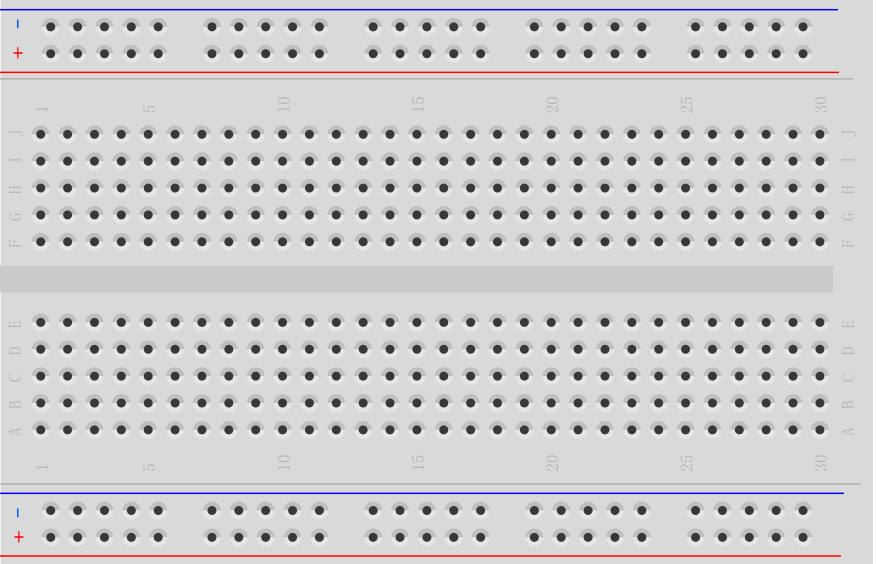 -
+
1 5 10 15 20 25 30
J J
I I
H H
G G
F F
E E
D D
C C
B B
A A
1 5 10 15 20 25 30
-
+